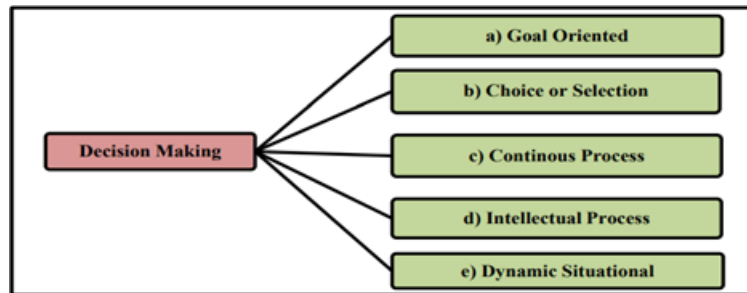 a) Goal Oriented
b) Choice or Selection
Decision Making
c) Continous Process
d) Intellectual Process
e) Dynamic Situational